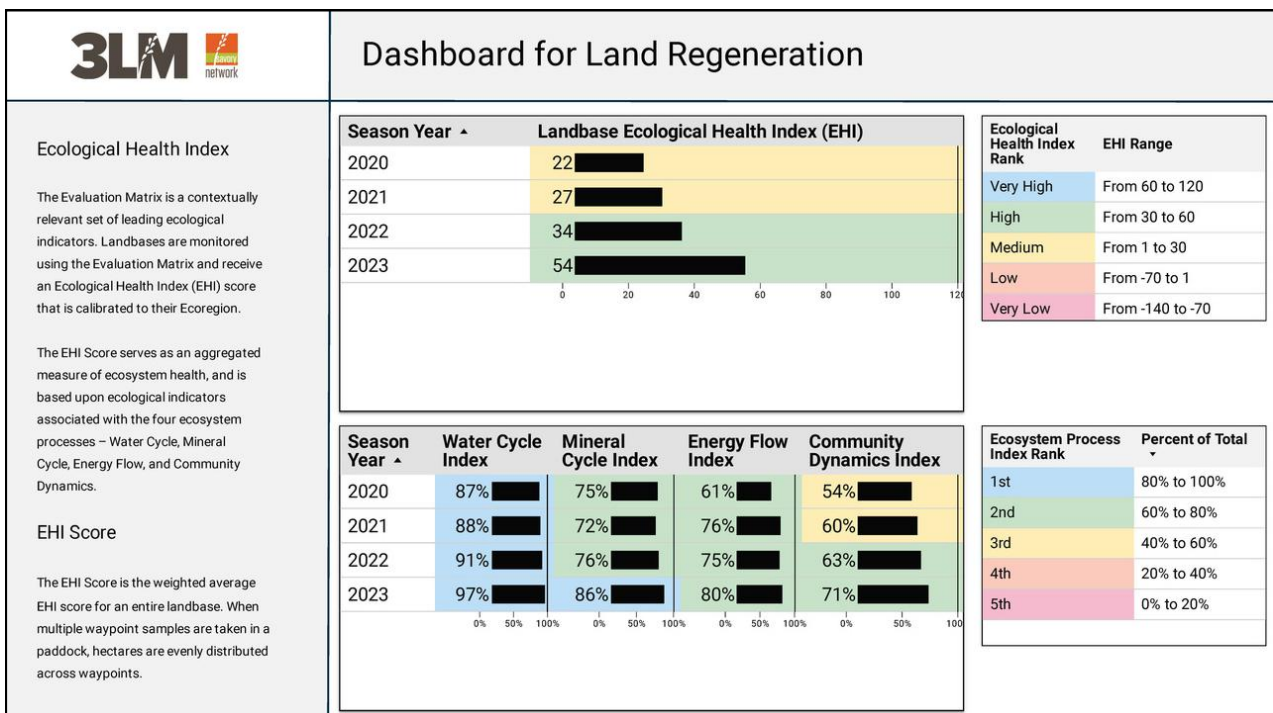 3LM
savory
network
Dashboard for Land Regeneration
Ecological Health Index
The Evaluation Matrix is a contextually
relevant set of leading ecological
indicators. Landbases are monitored
using the Evaluation Matrix and receive
an Ecological Health Index (EHI) score
that is calibrated to their Ecoregion.
The EHI Score serves as an aggregated
measure of ecosystem health, and is
based upon ecological indicators
associated with the four ecosystem
processes – Water Cycle, Mineral
Cycle, Energy Flow, and Community
Dynamics.
EHI Score
The EHI Score is the weighted average
EHI score for an entire landbase. When
multiple waypoint samples are taken in a
paddock, hectares are evenly distributed
across waypoints.
Season Year Landbase Ecological Health Index (EHI)
2020 22
2021 27
2022 34
2023 54
0 20 40 60 80 100 120
Ecological
Health Index
Rank
EHI Range
Very High From 60 to 120
High From 30 to 60
Medium From 1 to 30
Low From -70 to 1
Very Low From -140 to -70
Season
Year
Water Cycle
Index
Mineral
Cycle Index
Energy Flow
Index
Community
Dynamics Index
2020 87% 75% 61% 54%
2021 88% 72% 76% 60%
2022 91% 76% 75% 63%
2023 97% 86% 80% 71%
0% 50% 100% 0% 50% 100% 0% 50% 100% 0% 50% 100
Ecosystem Process
Index Rank
Percent of Total
1st 80% to 100%
2nd 60% to 80%
3rd 40% to 60%
4th 20% to 40%
5th 0% to 20%